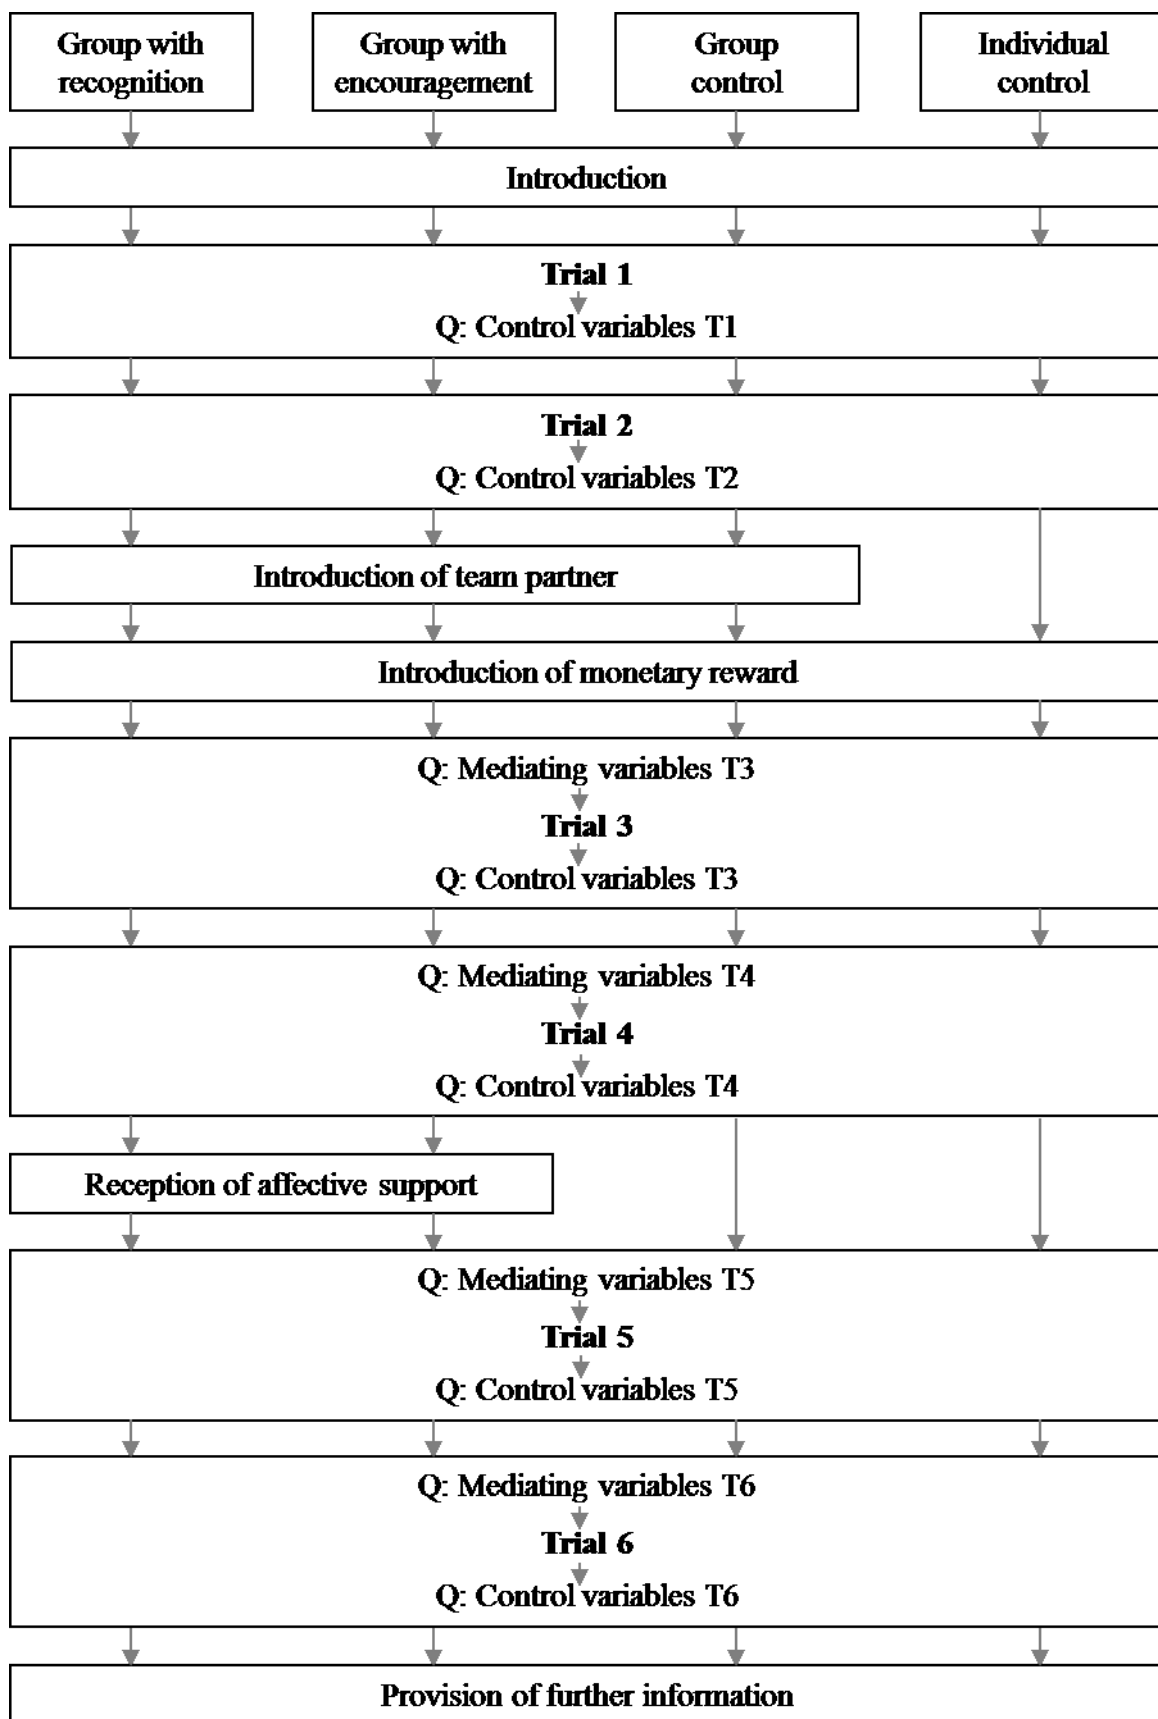 Group with
recognition
Group with
encouragement
Group
control
Individual
control
Introduction
Trial 1
Q: Control variables T1
Trial 2
Q: Control variables T2
Introduction of team partner
Introduction of monetary reward
Q: Mediating variables T3
Trial 3
Q: Control variables T3
Q: Mediating variables T4
Trial 4
Q: Control variables T4
Reception of affective support
Q: Mediating variables T5
Trial 5
Q: Control variables T5
Q: Mediating variables T6
Trial 6
Q: Control variables T6
Provision of further information